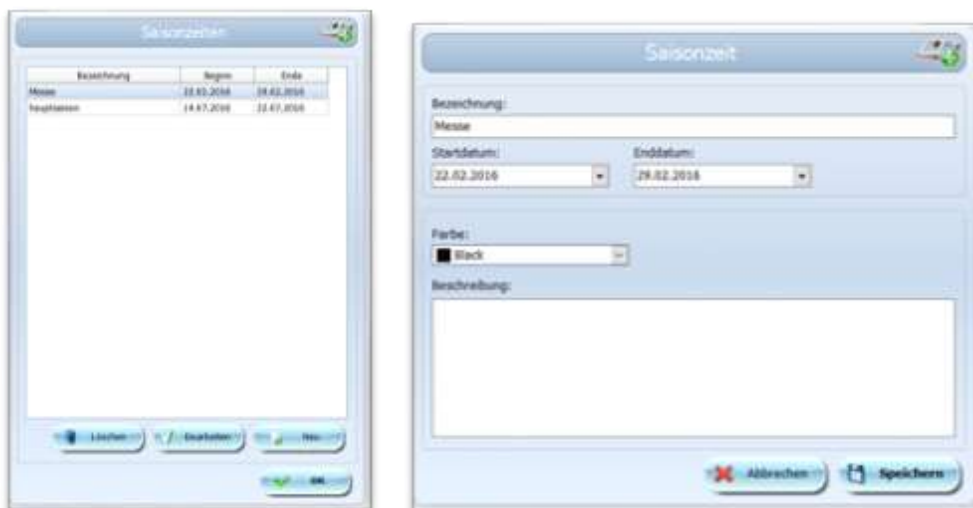 Saisonzeiten
Bezeichnung Beginn Ende
Messe 22.02.2016 29.02.2016
Hauptsaison 14.07.2016 22.07.2016
Löschen Bearbeiten Neu
OK
Saisonzeit
Bezeichnung:
Messe
Startdatum: Enddatum:
22.02.2016 29.02.2016
Farbe:
Black
Beschreibung:
Abbrechen Speichern